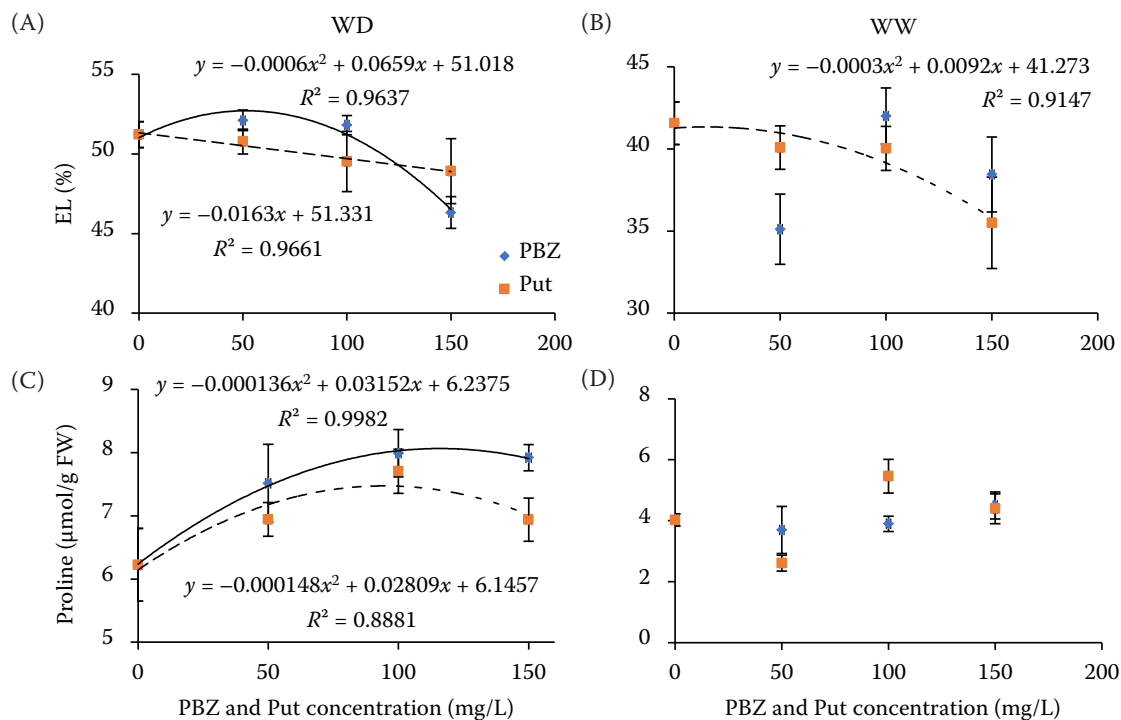 (A)
WD
y = −0.0006x² + 0.0659x + 51.018
R² = 0.9637
55
50
45
40
EL (%)
y = −0.0163x + 51.331
R² = 0.9661
PBZ
Put
0
50
100
150
200
(B)
WW
y = −0.0003x² + 0.0092x + 41.273
R² = 0.9147
45
40
35
30
0
50
100
150
200
(C)
y = −0.000136x² + 0.03152x + 6.2375
R² = 0.9982
9
8
7
6
5
Proline (µmol/g FW)
y = −0.000148x² + 0.02809x + 6.1457
R² = 0.8881
0
50
100
150
PBZ and Put concentration (mg/L)
(D)
8
6
4
2
0
0
50
100
150
200
PBZ and Put concentration (mg/L)